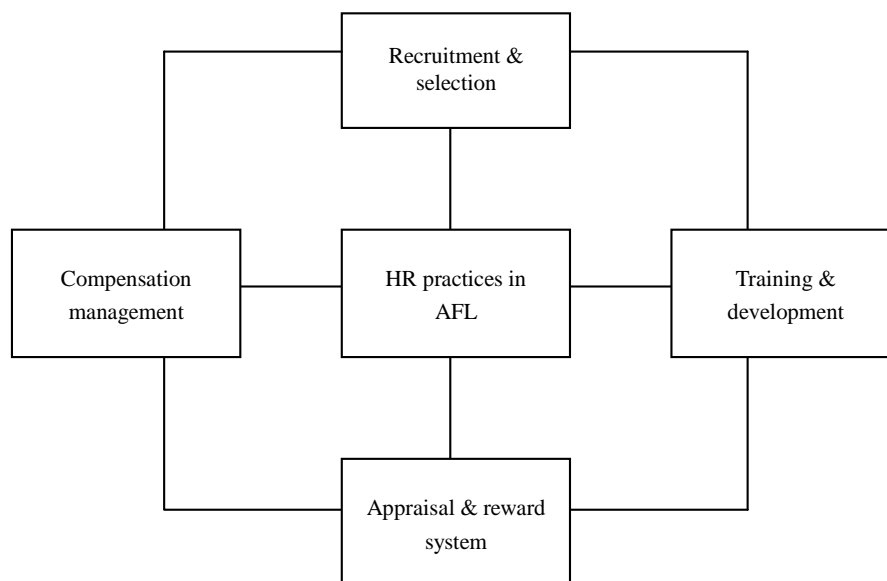 Recruitment &
selection
Compensation
management
HR practices in
AFL
Training &
development
Appraisal & reward
system